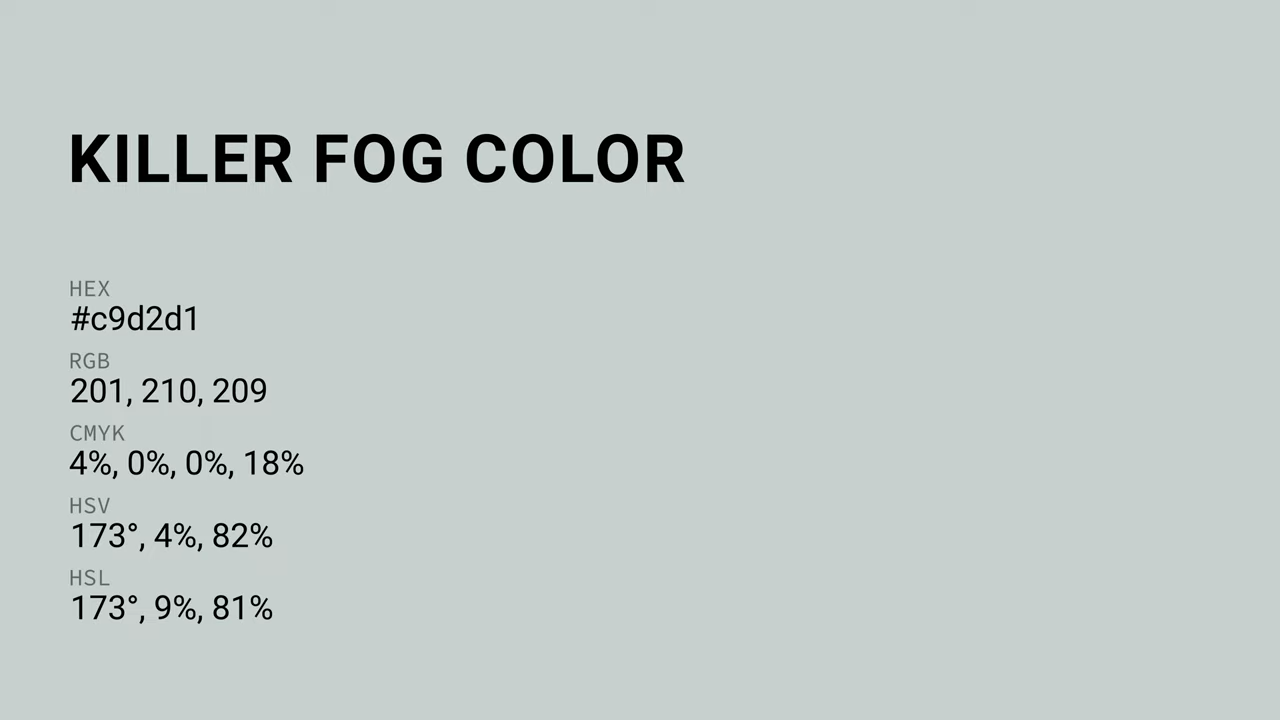 KILLER FOG COLOR
HEX
#c9d2d1
RGB
201, 210, 209
CMYK
4%, 0%, 0%, 18%
HSV
173°, 4%, 82%
HSL
173°, 9%, 81%